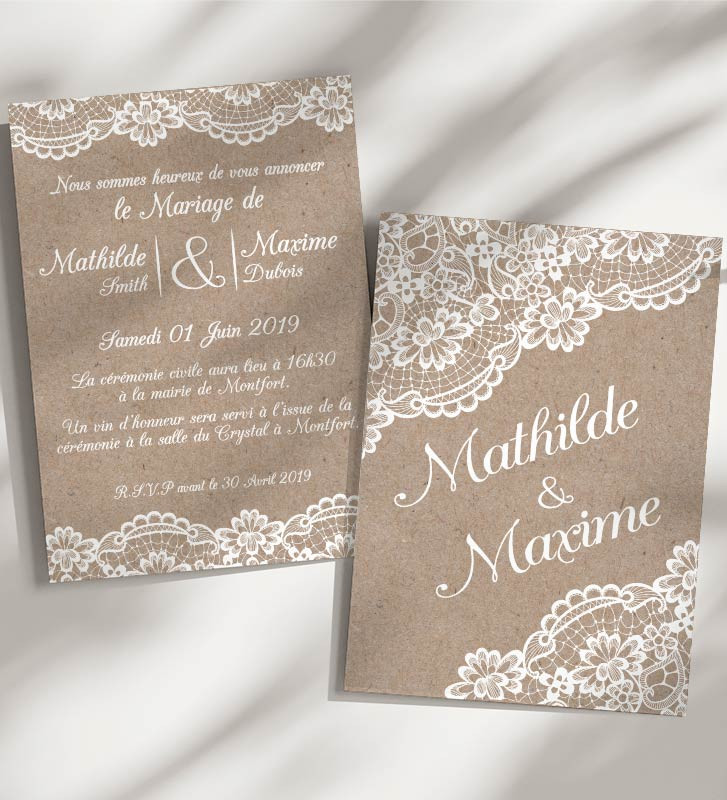 Nous sommes heureux de vous annoncer
le Mariage de
Mathilde
Smith
&
Maxime
Dubois
Samedi 01 Juin 2019
La cérémonie civile aura lieu à 16h30
à la mairie de Montfort.
Un vin d'honneur sera servi à l'issue de la
cérémonie à la salle du Crystal à Montfort.
R.S.V.P avant le 30 Avril 2019
Mathilde
&
Maxime